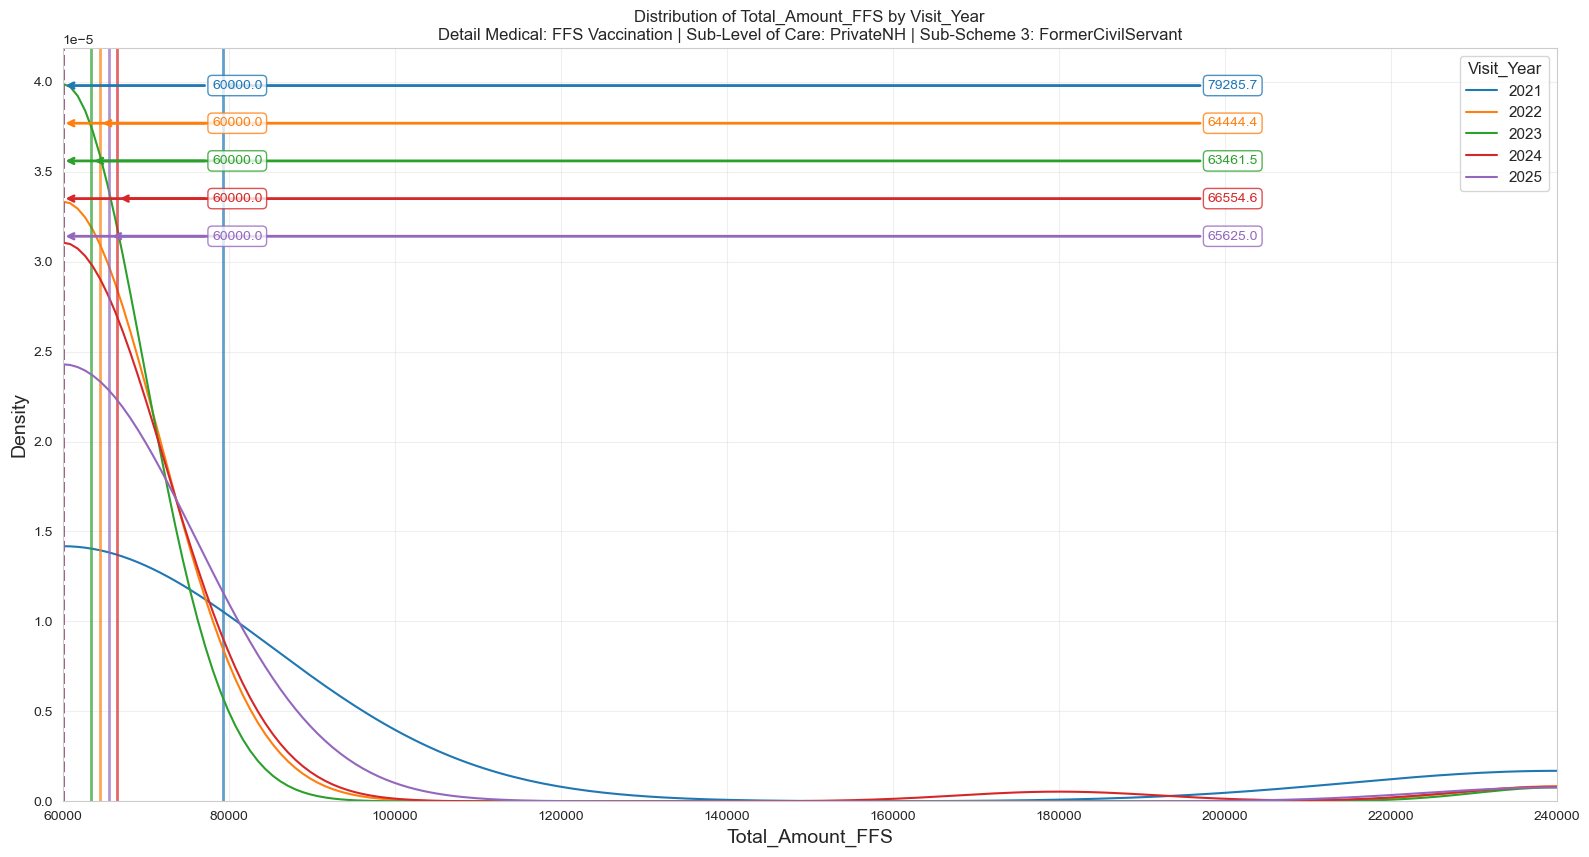 Distribution of Total_Amount_FFS by Visit_Year
Detail Medical: FFS Vaccination | Sub-Level of Care: PrivateNH | Sub-Scheme 3: FormerCivilServant
1e−5
4.0
3.5
3.0
2.5
2.0
1.5
1.0
0.5
0.0
Density
60000.0 79285.7
60000.0 64444.4
60000.0 63461.5
60000.0 66554.6
60000.0 65625.0
Visit_Year
2021
2022
2023
2024
2025
60000 80000 100000 120000 140000 160000 180000 200000 220000 240000
Total_Amount_FFS